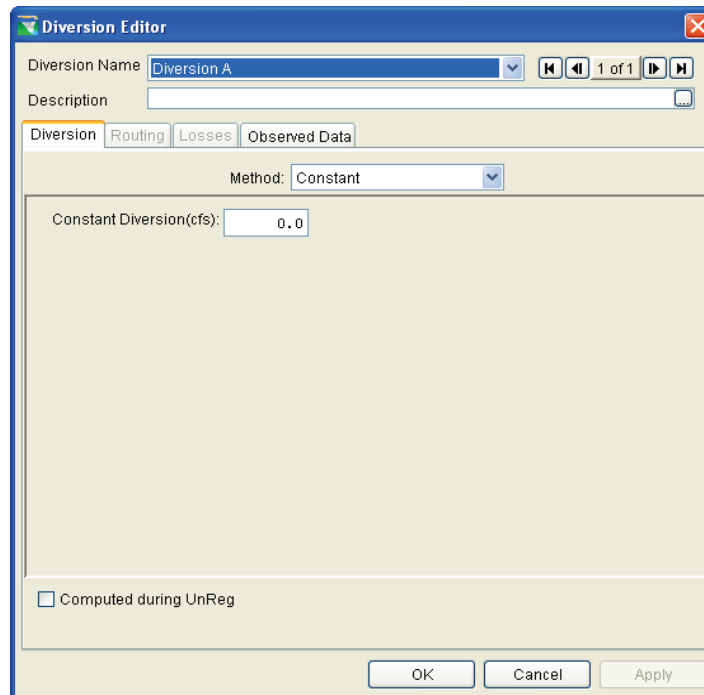 Diversion Editor
Diversion Name Diversion A 1 of 1
Description ...
Diversion Routing Losses Observed Data
Method: Constant
Constant Diversion(cfs): 0.0
Computed during UnReg
OK Cancel Apply